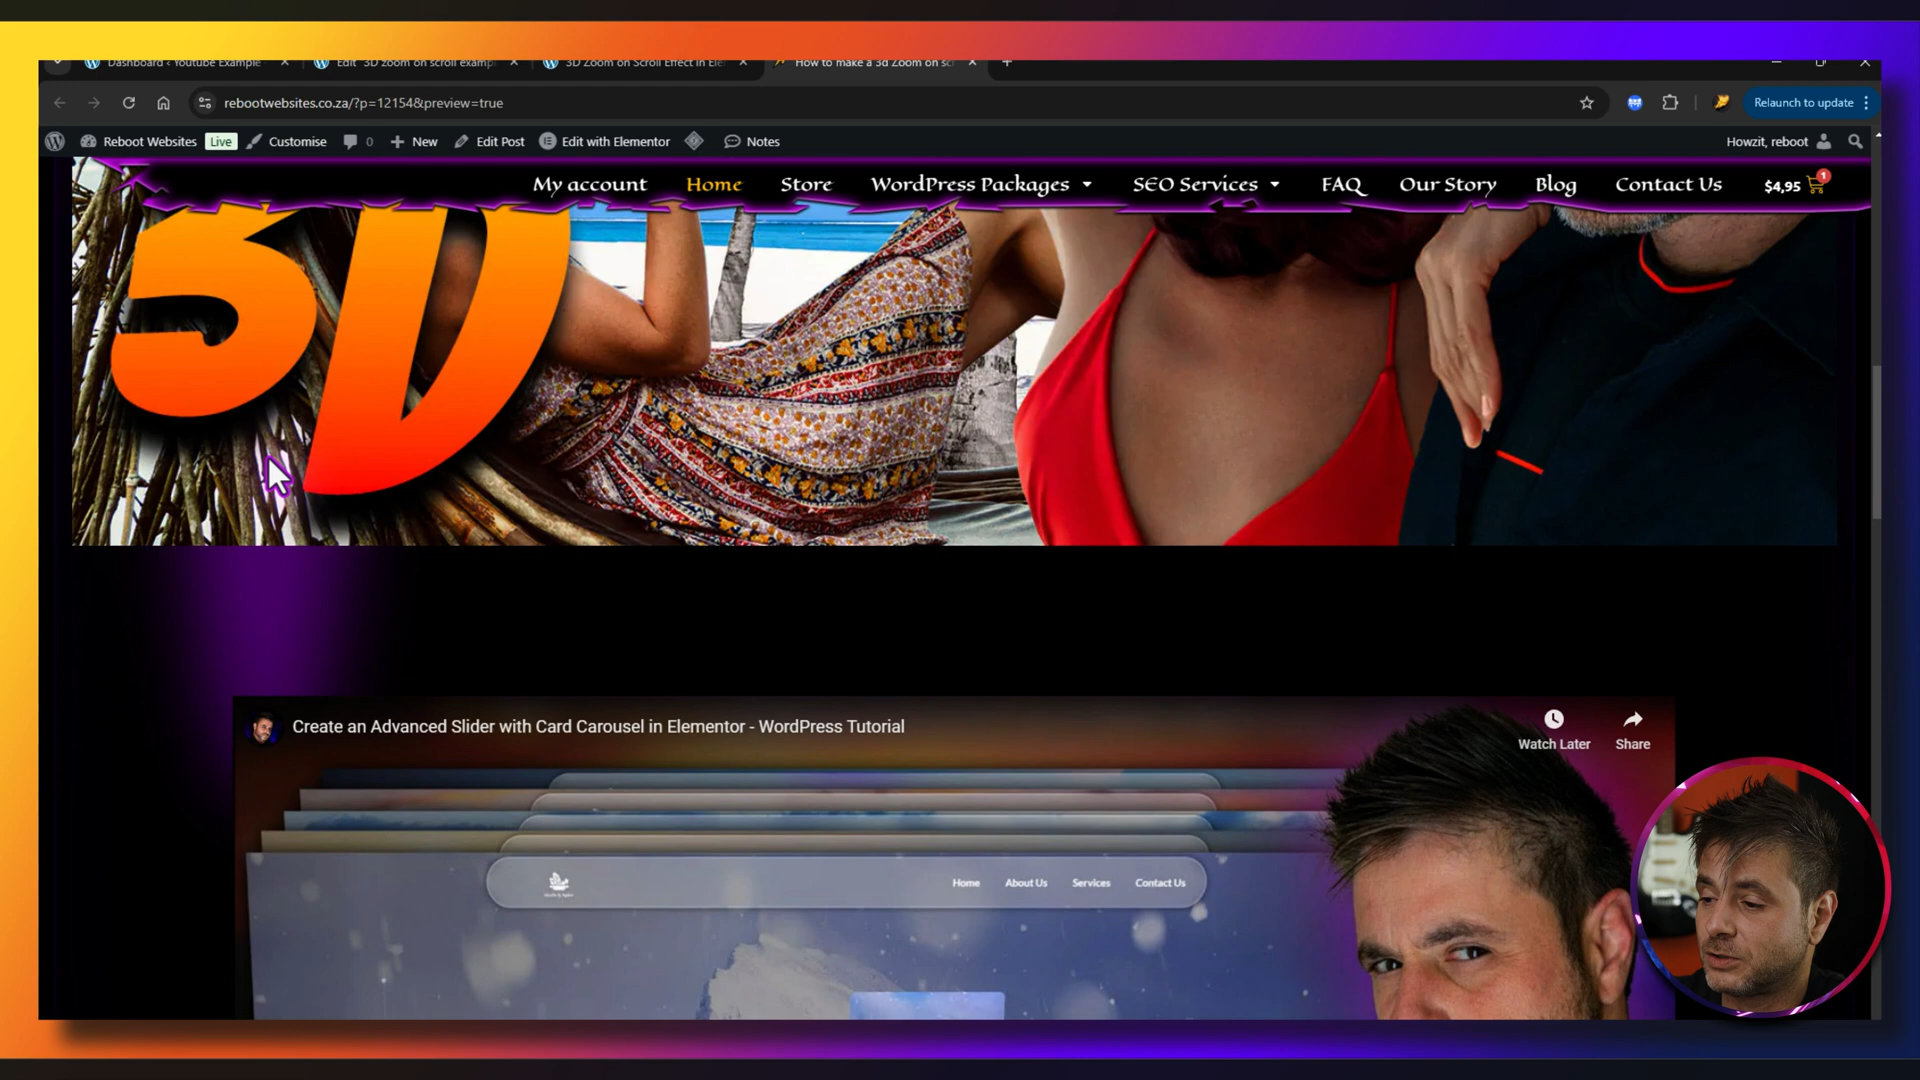 Dashboard < Youtube Example
Edit "3D zoom on scroll exampl
3D Zoom on Scroll Effect in Ele
How to make a 3d Zoom on sc
rebootwebsites.co.za/?p=12154&preview=true
Relaunch to update
Reboot Websites
Live
Customise
0
New
Edit Post
Edit with Elementor
Notes
Howzit, reboot
My account
Home
Store
WordPress Packages
SEO Services
FAQ
Our Story
Blog
Contact Us
$4,95
1
3D
Create an Advanced Slider with Card Carousel in Elementor - WordPress Tutorial
Watch Later
Share
Home
About Us
Services
Contact Us